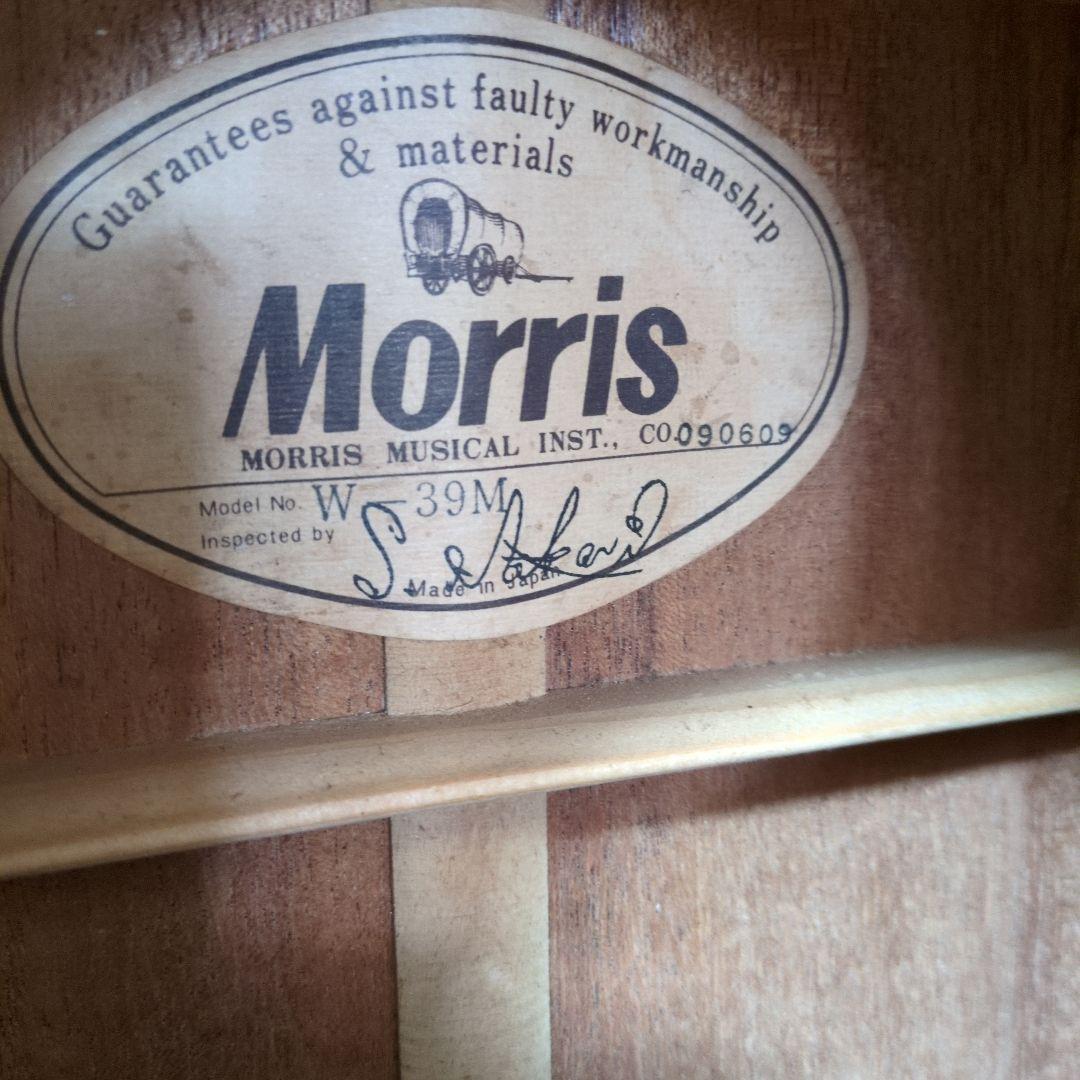 Guarantees against faulty workmanship
& materials
Morris
MORRIS MUSICAL INST., CO. 090609
Model No. W-39M
Inspected by
Made in Japan